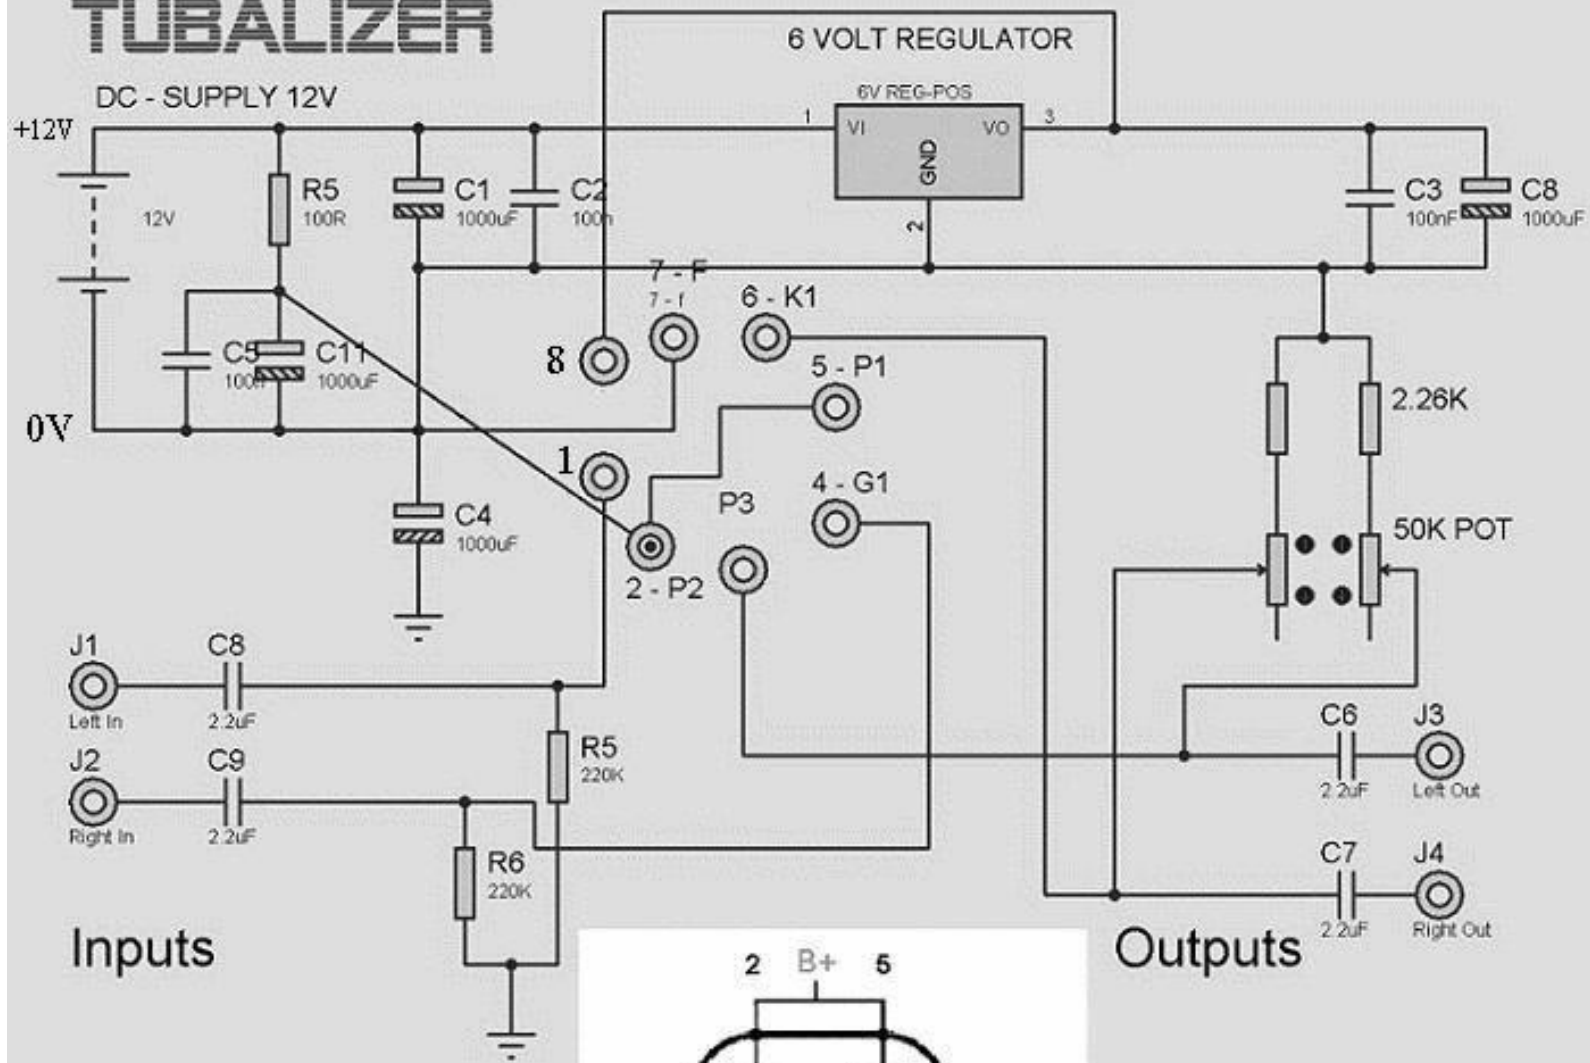 TUBALIZER
6 VOLT REGULATOR
DC - SUPPLY 12V
6V REG-POS
+12V
1
VI
VO
3
GND
2
R5
100R
C1
1000uF
C2
100n
C3
100nF
C8
1000uF
12V
7 - F
7 - f
6 - K1
8
5 - P1
C5
100n
C11
1000uF
2.26K
0V
1
4 - G1
P3
C4
1000uF
50K POT
2 - P2
J1
Left In
C8
2.2uF
J2
Right In
C9
2.2uF
R5
220K
R6
220K
C6
2.2uF
J3
Left Out
C7
2.2uF
J4
Right Out
Inputs
Outputs
2
B+
5